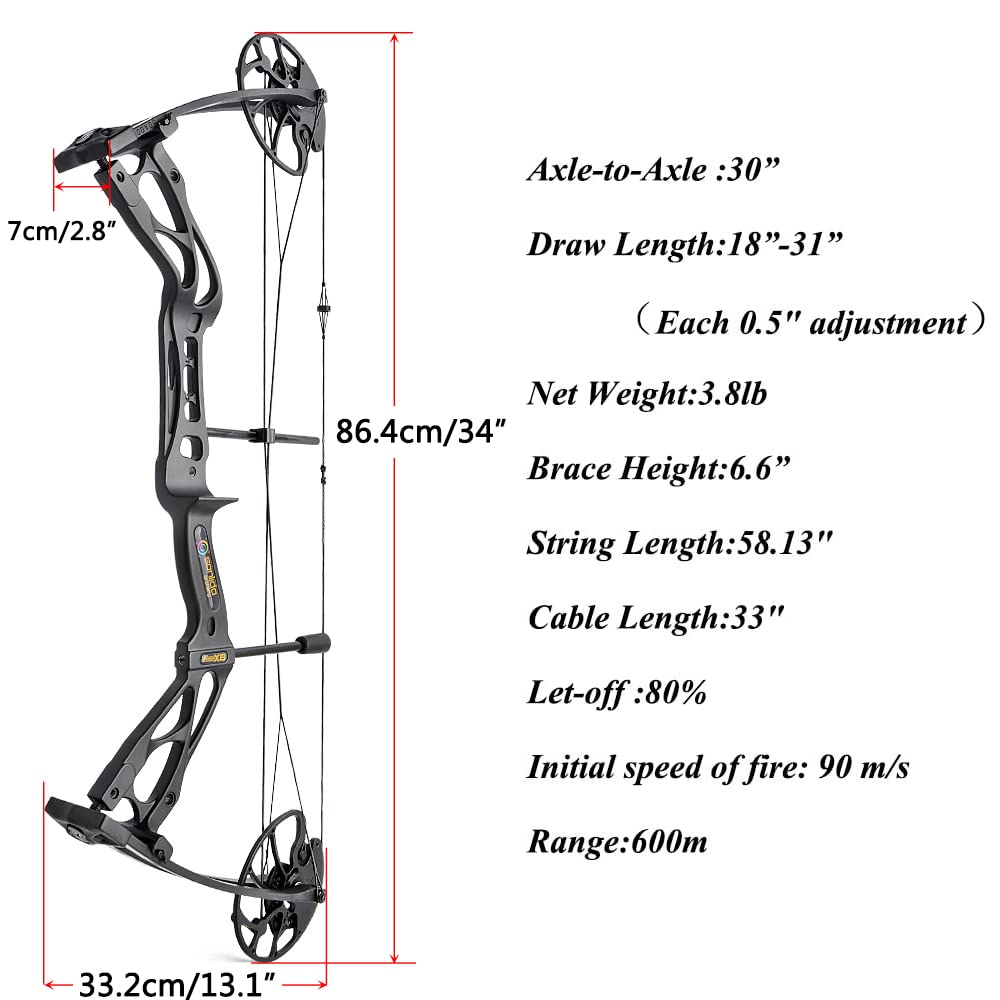 7cm/2.8”
86.4cm/34”
33.2cm/13.1”
sanlida
X8
Axle-to-Axle :30”
Draw Length:18”-31”
（Each 0.5" adjustment）
Net Weight:3.8lb
Brace Height:6.6”
String Length:58.13"
Cable Length:33"
Let-off :80%
Initial speed of fire: 90 m/s
Range:600m